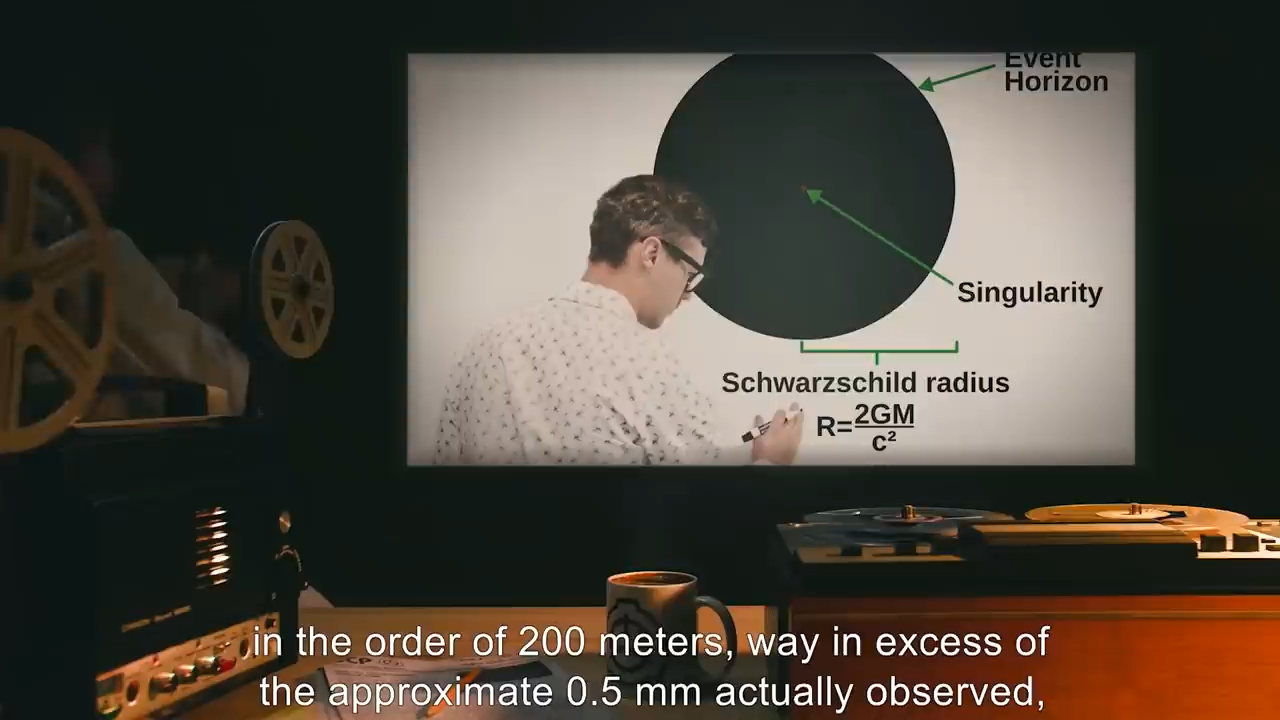 Event
Horizon
Singularity
Schwarzschild radius
R=2GM
c²
CP
in the order of 200 meters, way in excess of
the approximate 0.5 mm actually observed,